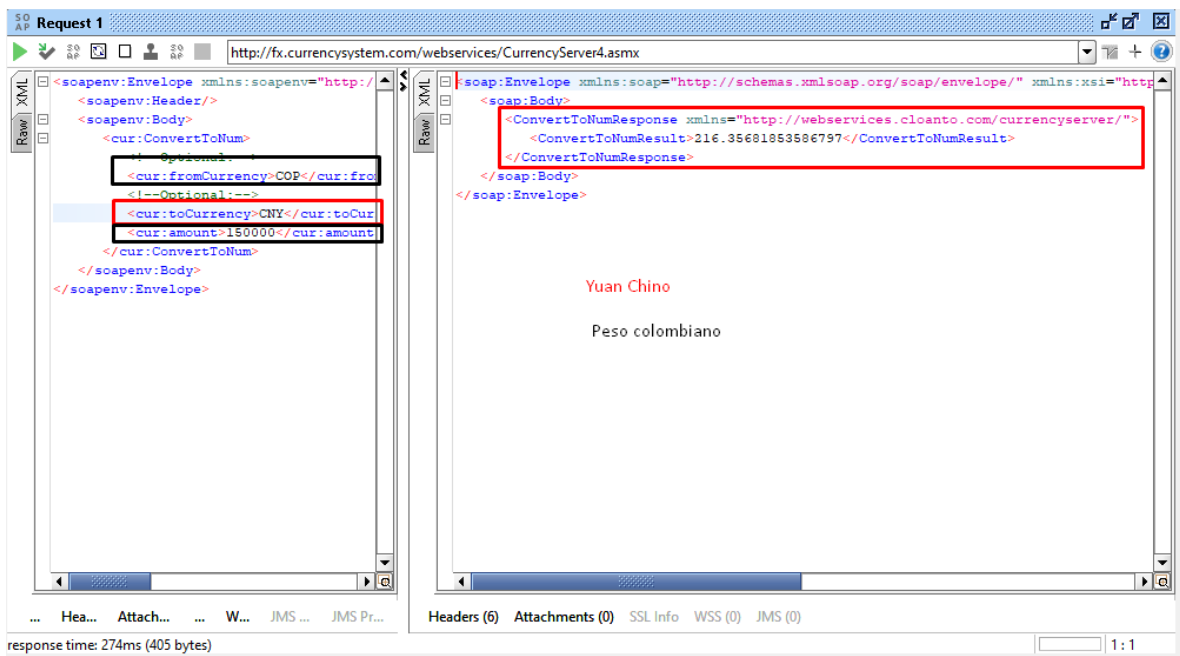 SO AP Request 1
http://fx.currencysystem.com/webservices/CurrencyServer4.asmx
XML
Raw
<soapenv:Envelope xmlns:soapenv="http:/
<soapenv:Header/>
<soapenv:Body>
<cur:ConvertToNum>
<!--Optional:-->
<cur:fromCurrency>COP</cur:fro
<!--Optional:-->
<cur:toCurrency>CNY</cur:toCur
<cur:amount>150000</cur:amount
</cur:ConvertToNum>
</soapenv:Body>
</soapenv:Envelope>
XML
Raw
<soap:Envelope xmlns:soap="http://schemas.xmlsoap.org/soap/envelope/" xmlns:xsi="http
<soap:Body>
<ConvertToNumResponse xmlns="http://webservices.cloanto.com/currencyserver/">
<ConvertToNumResult>216.35681853586797</ConvertToNumResult>
</ConvertToNumResponse>
</soap:Body>
</soap:Envelope>
Yuan Chino
Peso colombiano
... Hea... Attach... ... W... JMS ... JMS Pr...
Headers (6) Attachments (0) SSL Info WSS (0) JMS (0)
response time: 274ms (405 bytes)
1 : 1